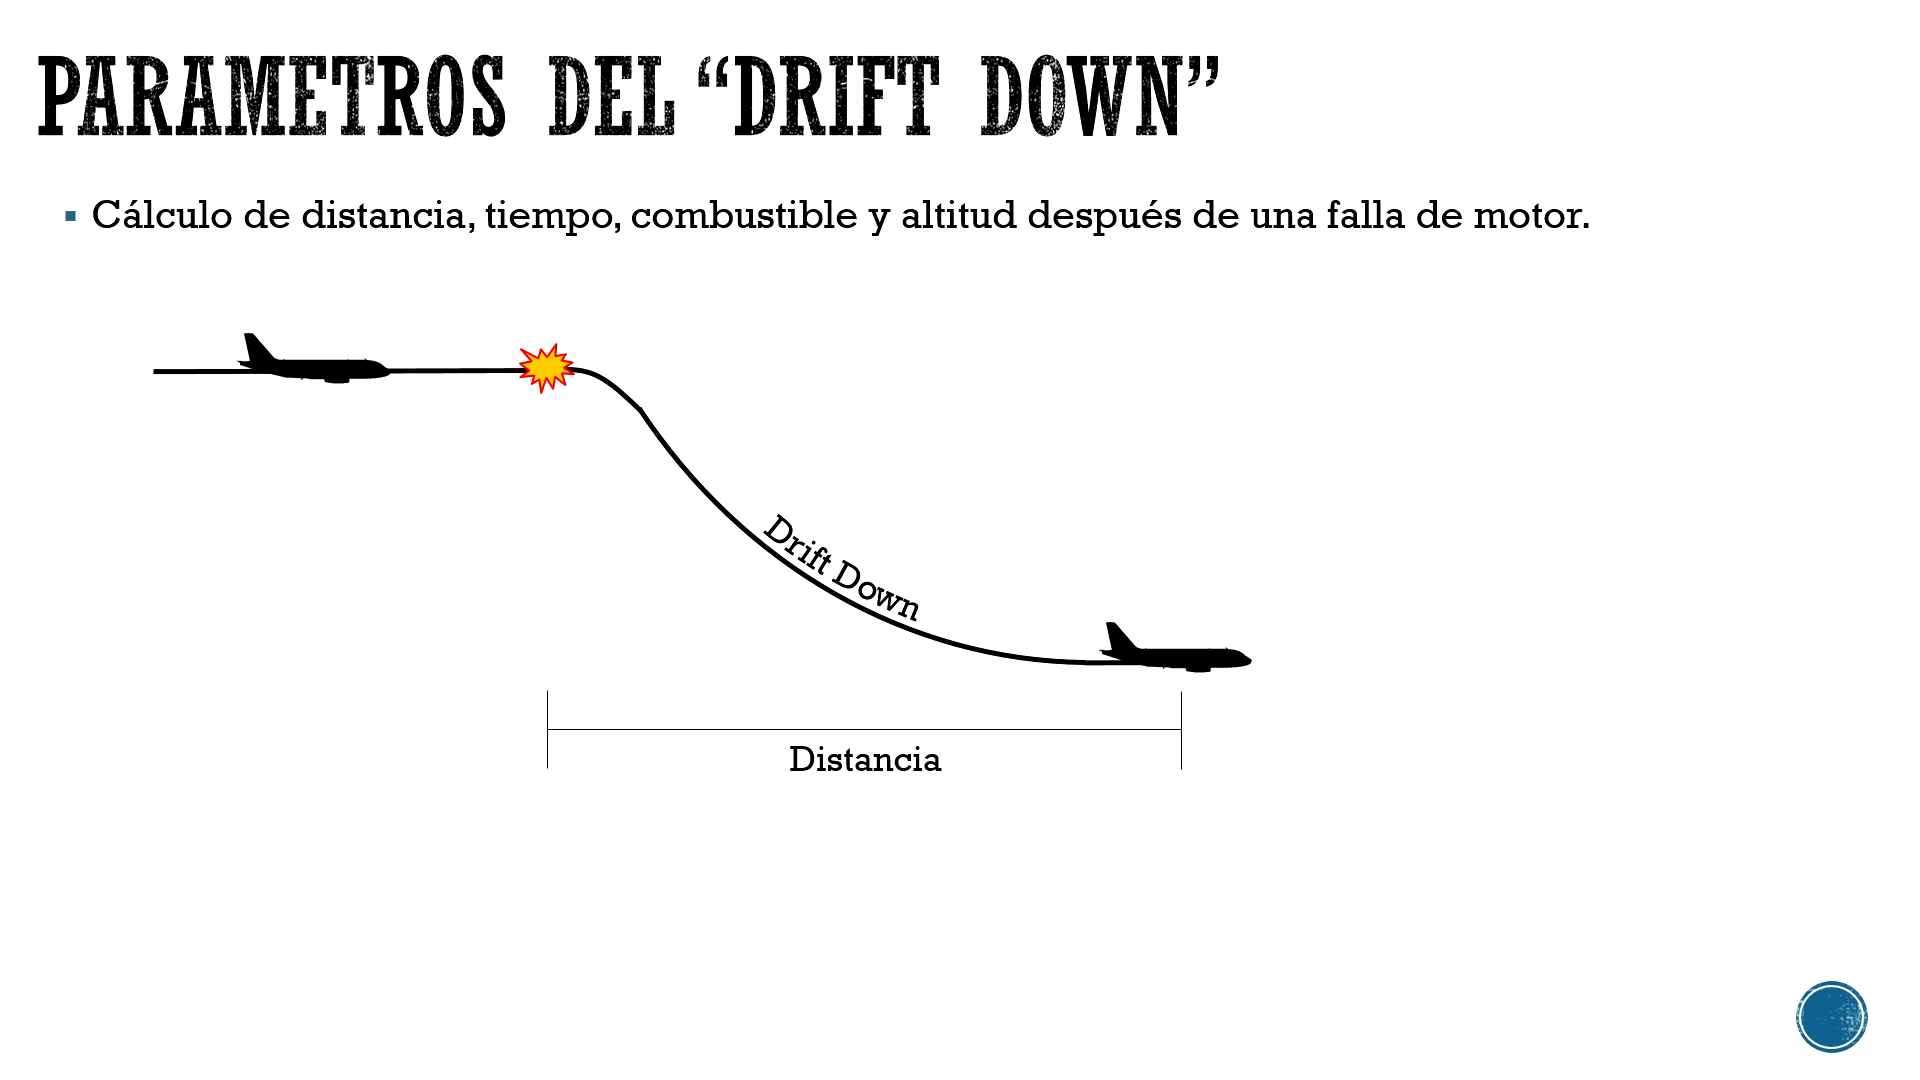 PARAMETROS DEL “DRIFT DOWN”
▪ Cálculo de distancia, tiempo, combustible y altitud después de una falla de motor.
Drift Down
Distancia